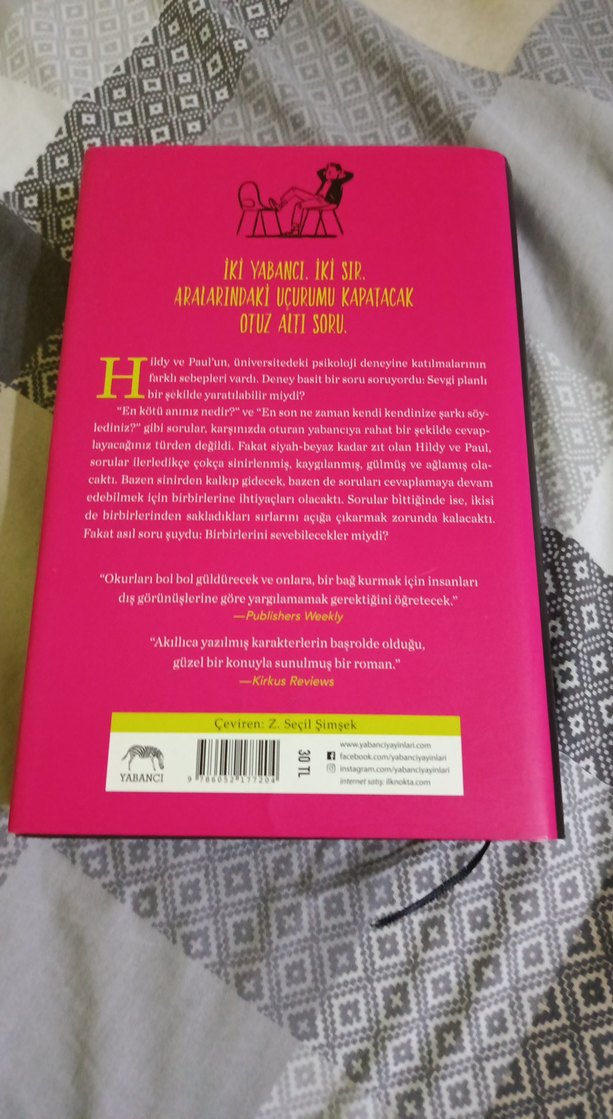 İKİ YABANCI. İKİ SIR.
ARALARINDAKİ UÇURUMU KAPATACAK
OTUZ ALTI SORU.
Hildy ve Paul'un, üniversitedeki psikoloji deneyine katılmalarının
farklı sebepleri vardı. Deney basit bir soru soruyordu: Sevgi planlı
bir şekilde yaratılabilir miydi?
“En kötü anınız nedir?” ve “En son ne zaman kendi kendinize şarkı söy-
lediniz?” gibi sorular, karşınızda oturan yabancıya rahat bir şekilde cevap-
layacağınız türden değildi. Fakat siyah-beyaz kadar zıt olan Hildy ve Paul,
sorular ilerledikçe çokça sinirlenmiş, kaygılanmış, gülmüş ve ağlamış ola-
caktı. Bazen sinirden kalkıp gidecek, bazen de soruları cevaplamaya devam
edebilmek için birbirlerine ihtiyaçları olacaktı. Sorular bittiğinde ise, ikisi
de birbirlerinden sakladıkları sırlarını açığa çıkarmak zorunda kalacaktı.
Fakat asıl soru şuydu: Birbirlerini sevebilecekler miydi?
“Okurları bol bol güldürecek ve onlara, bir bağ kurmak için insanları
dış görünüşlerine göre yargılamamak gerektiğini öğretecek.”
—Publishers Weekly
“Akıllıca yazılmış karakterlerin başrolde olduğu,
güzel bir konuyla sunulmuş bir roman.”
—Kirkus Reviews
Çeviren: Z. Seçil Şimşek
YABANCI
9 786052 177204
30 TL
www.yabanciyayinlari.com
facebook.com/yabanciyayinlari
instagram.com/yabanciyayinlari
internet satış: ilknokta.com